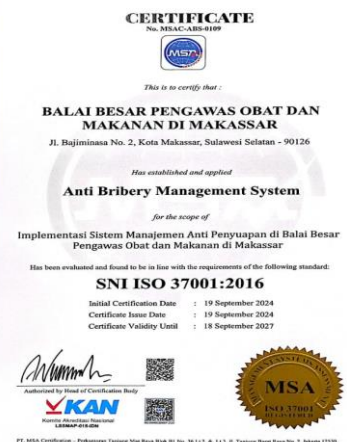 CERTIFICATE
No. MSAC-ABS-0109
MSA
This is to certify that :
BALAI BESAR PENGAWAS OBAT DAN
MAKANAN DI MAKASSAR
Jl. Bajiminasa No. 2, Kota Makassar, Sulawesi Selatan - 90126
Has established and applied
Anti Bribery Management System
for the scope of
Implementasi Sistem Manajemen Anti Penyuapan di Balai Besar
Pengawas Obat dan Makanan di Makassar
Has been evaluated and found to be in line with the requirements of the following standard:
SNI ISO 37001:2016
Initial Certification Date : 19 September 2024
Certificate Issue Date : 19 September 2024
Certificate Validity Until : 18 September 2027
Authorized by Head of Certification Body
KAN
Komite Akreditasi Nasional
MSA
ISO 37001
PT. MSA Certification